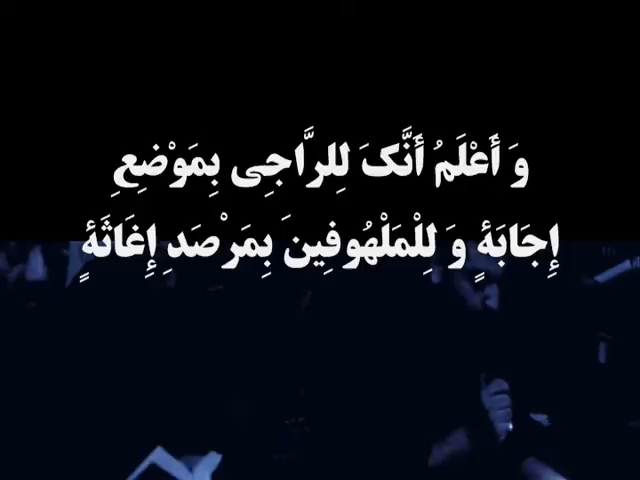 وَ أَعْلَمُ أَنَّکَ لِلرَّاجِی بِمَوْضِعِ
إِجَابَهٍٔ وَ لِلْمَلْهُوفِینَ بِمَرْصَدِ إِغَاثَهٍٔ